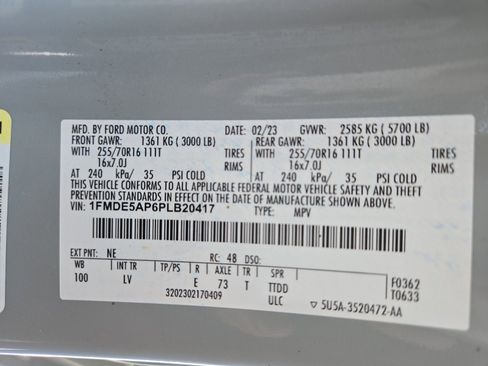 MFD. BY FORD MOTOR CO. DATE: 02/23 GVWR: 2585 KG ( 5700 LB)
FRONT GAWR: 1361 KG ( 3000 LB) REAR GAWR: 1361 KG ( 3000 LB)
WITH 255/70R16 111T TIRES WITH 255/70R16 111T TIRES
16x7.0J RIMS 16x7.0J RIMS
AT 240 kPa/ 35 PSI COLD AT 240 kPa/ 35 PSI COLD
THIS VEHICLE CONFORMS TO ALL APPLICABLE FEDERAL MOTOR VEHICLE SAFETY AND THEFT
PREVENTION STANDARDS IN EFFECT ON THE DATE OF MANUFACTURE SHOWN ABOVE.
VIN: 1FMDE5AP6PLB20417 TYPE: MPV
EXT PNT: NE RC: 48 DSO:
WB INT TR TP/PS R AXLE TR SPR
100 LV E 73 T TTDD F0362
ULC T0633
3202302170409 ▽ 5U5A-3520472-AA